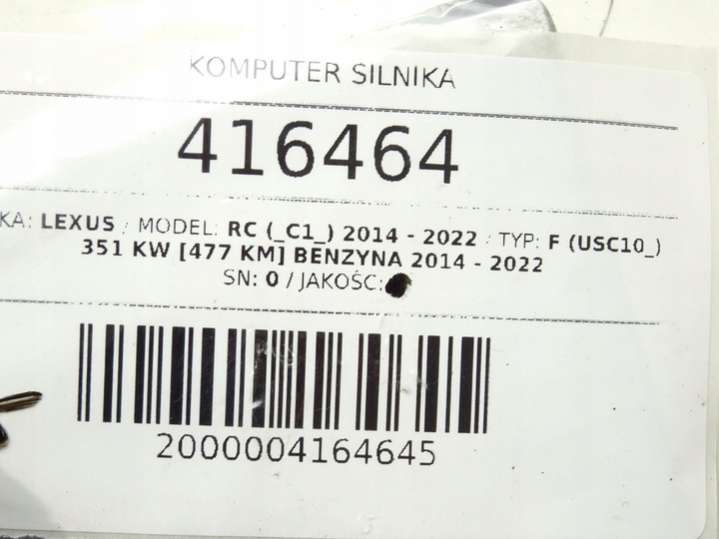 KOMPUTER SILNIKA
416464
KA: LEXUS / MODEL: RC (_C1_) 2014 - 2022 / TYP: F (USC10_)
351 KW [477 KM] BENZYNA 2014 - 2022
SN: 0 / JAKOŚC:
2000004164645